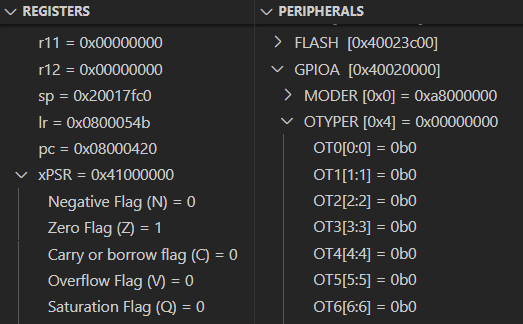 REGISTERS
r11 = 0x00000000
r12 = 0x00000000
sp = 0x20017fc0
lr = 0x0800054b
pc = 0x08000420
xPSR = 0x41000000
Negative Flag (N) = 0
Zero Flag (Z) = 1
Carry or borrow flag (C) = 0
Overflow Flag (V) = 0
Saturation Flag (Q) = 0
PERIPHERALS
FLASH [0x40023c00]
GPIOA [0x40020000]
MODER [0x0] = 0xa8000000
OTYPER [0x4] = 0x00000000
OT0[0:0] = 0b0
OT1[1:1] = 0b0
OT2[2:2] = 0b0
OT3[3:3] = 0b0
OT4[4:4] = 0b0
OT5[5:5] = 0b0
OT6[6:6] = 0b0